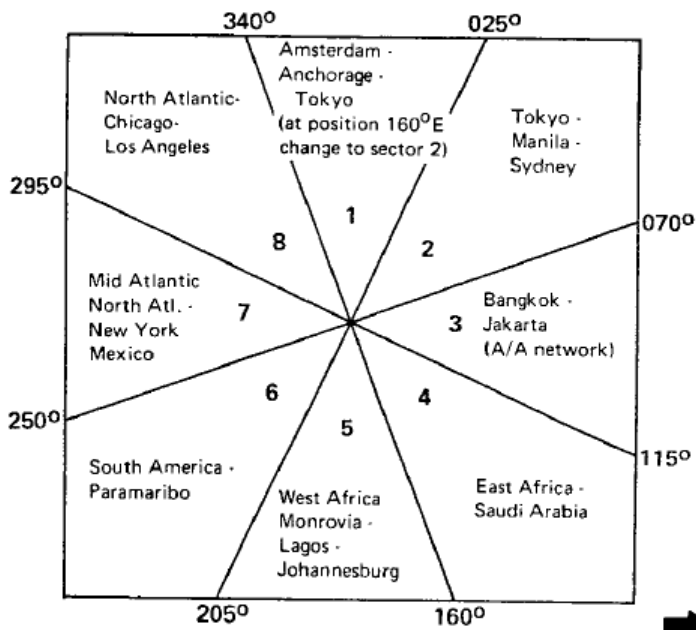 340°
025°
Amsterdam -
Anchorage -
Tokyo
(at position 160°E
change to sector 2)
North Atlantic-
Chicago-
Los Angeles
Tokyo -
Manila -
Sydney
295°
070°
1
8
2
Mid Atlantic
North Atl. -
New York
Mexico
7
3
Bangkok -
Jakarta
(A/A network)
6
4
5
250°
115°
South America -
Paramaribo
West Africa
Monrovia -
Lagos -
Johannesburg
East Africa -
Saudi Arabia
205°
160°